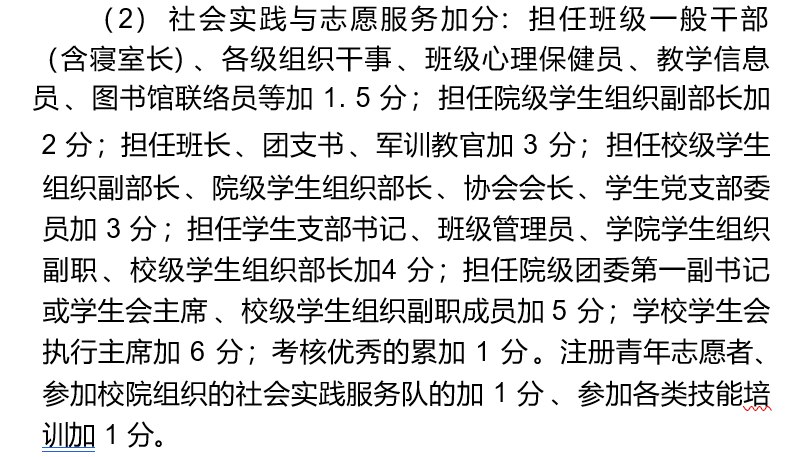 （2） 社会实践与志愿服务加分：担任班级一般干部
（含寝室长）、各级组织干事、班级心理保健员、教学信息
员、图书馆联络员等加 1. 5 分；担任院级学生组织副部长加
2 分；担任班长、团支书、军训教官加 3 分；担任校级学生
组织副部长、院级学生组织部长、协会会长、学生党支部委
员加 3 分；担任学生支部书记、班级管理员、学院学生组织
副职、校级学生组织部长加4 分；担任院级团委第一副书记
或学生会主席、校级学生组织副职成员加 5 分；学校学生会
执行主席加 6 分；考核优秀的累加 1 分。注册青年志愿者、
参加校院组织的社会实践服务队的加 1 分、参加各类技能培
训加 1 分。